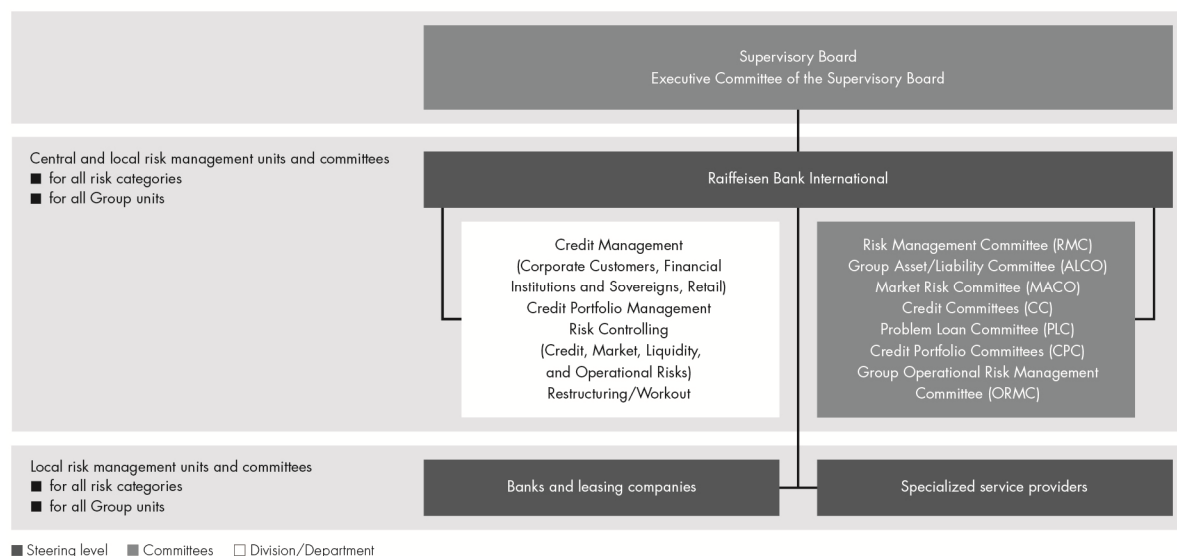 Supervisory Board
Executive Committee of the Supervisory Board
Central and local risk management units and committees
■ for all risk categories
■ for all Group units
Raiffeisen Bank International
Credit Management
(Corporate Customers, Financial
Institutions and Sovereigns, Retail)
Credit Portfolio Management
Risk Controlling
(Credit, Market, Liquidity,
and Operational Risks)
Restructuring/Workout
Risk Management Committee (RMC)
Group Asset/Liability Committee (ALCO)
Market Risk Committee (MACO)
Credit Committees (CC)
Problem Loan Committee (PLC)
Credit Portfolio Committees (CPC)
Group Operational Risk Management
Committee (ORMC)
Local risk management units and committees
■ for all risk categories
■ for all Group units
Banks and leasing companies
Specialized service providers
■ Steering level ■ Committees □ Division/Department